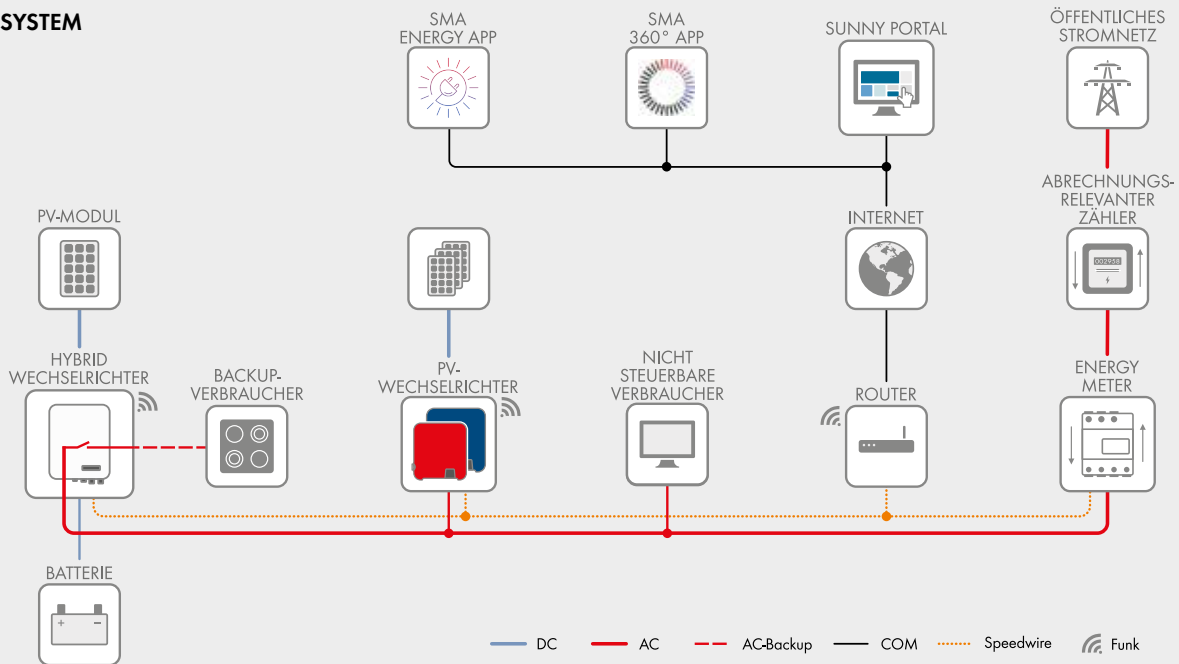 SYSTEM
SMA
ENERGY APP
SMA
360° APP
SUNNY PORTAL
ÖFFENTLICHES
STROMNETZ
ABRECHNUNGS-
RELEVANTER
ZÄHLER
002958
PV-MODUL
INTERNET
HYBRID
WECHSELRICHTER
BACKUP-
VERBRAUCHER
PV-
WECHSELRICHTER
NICHT
STEUERBARE
VERBRAUCHER
ROUTER
ENERGY
METER
BATTERIE
+ −
DC
AC
AC-Backup
COM
Speedwire
Funk